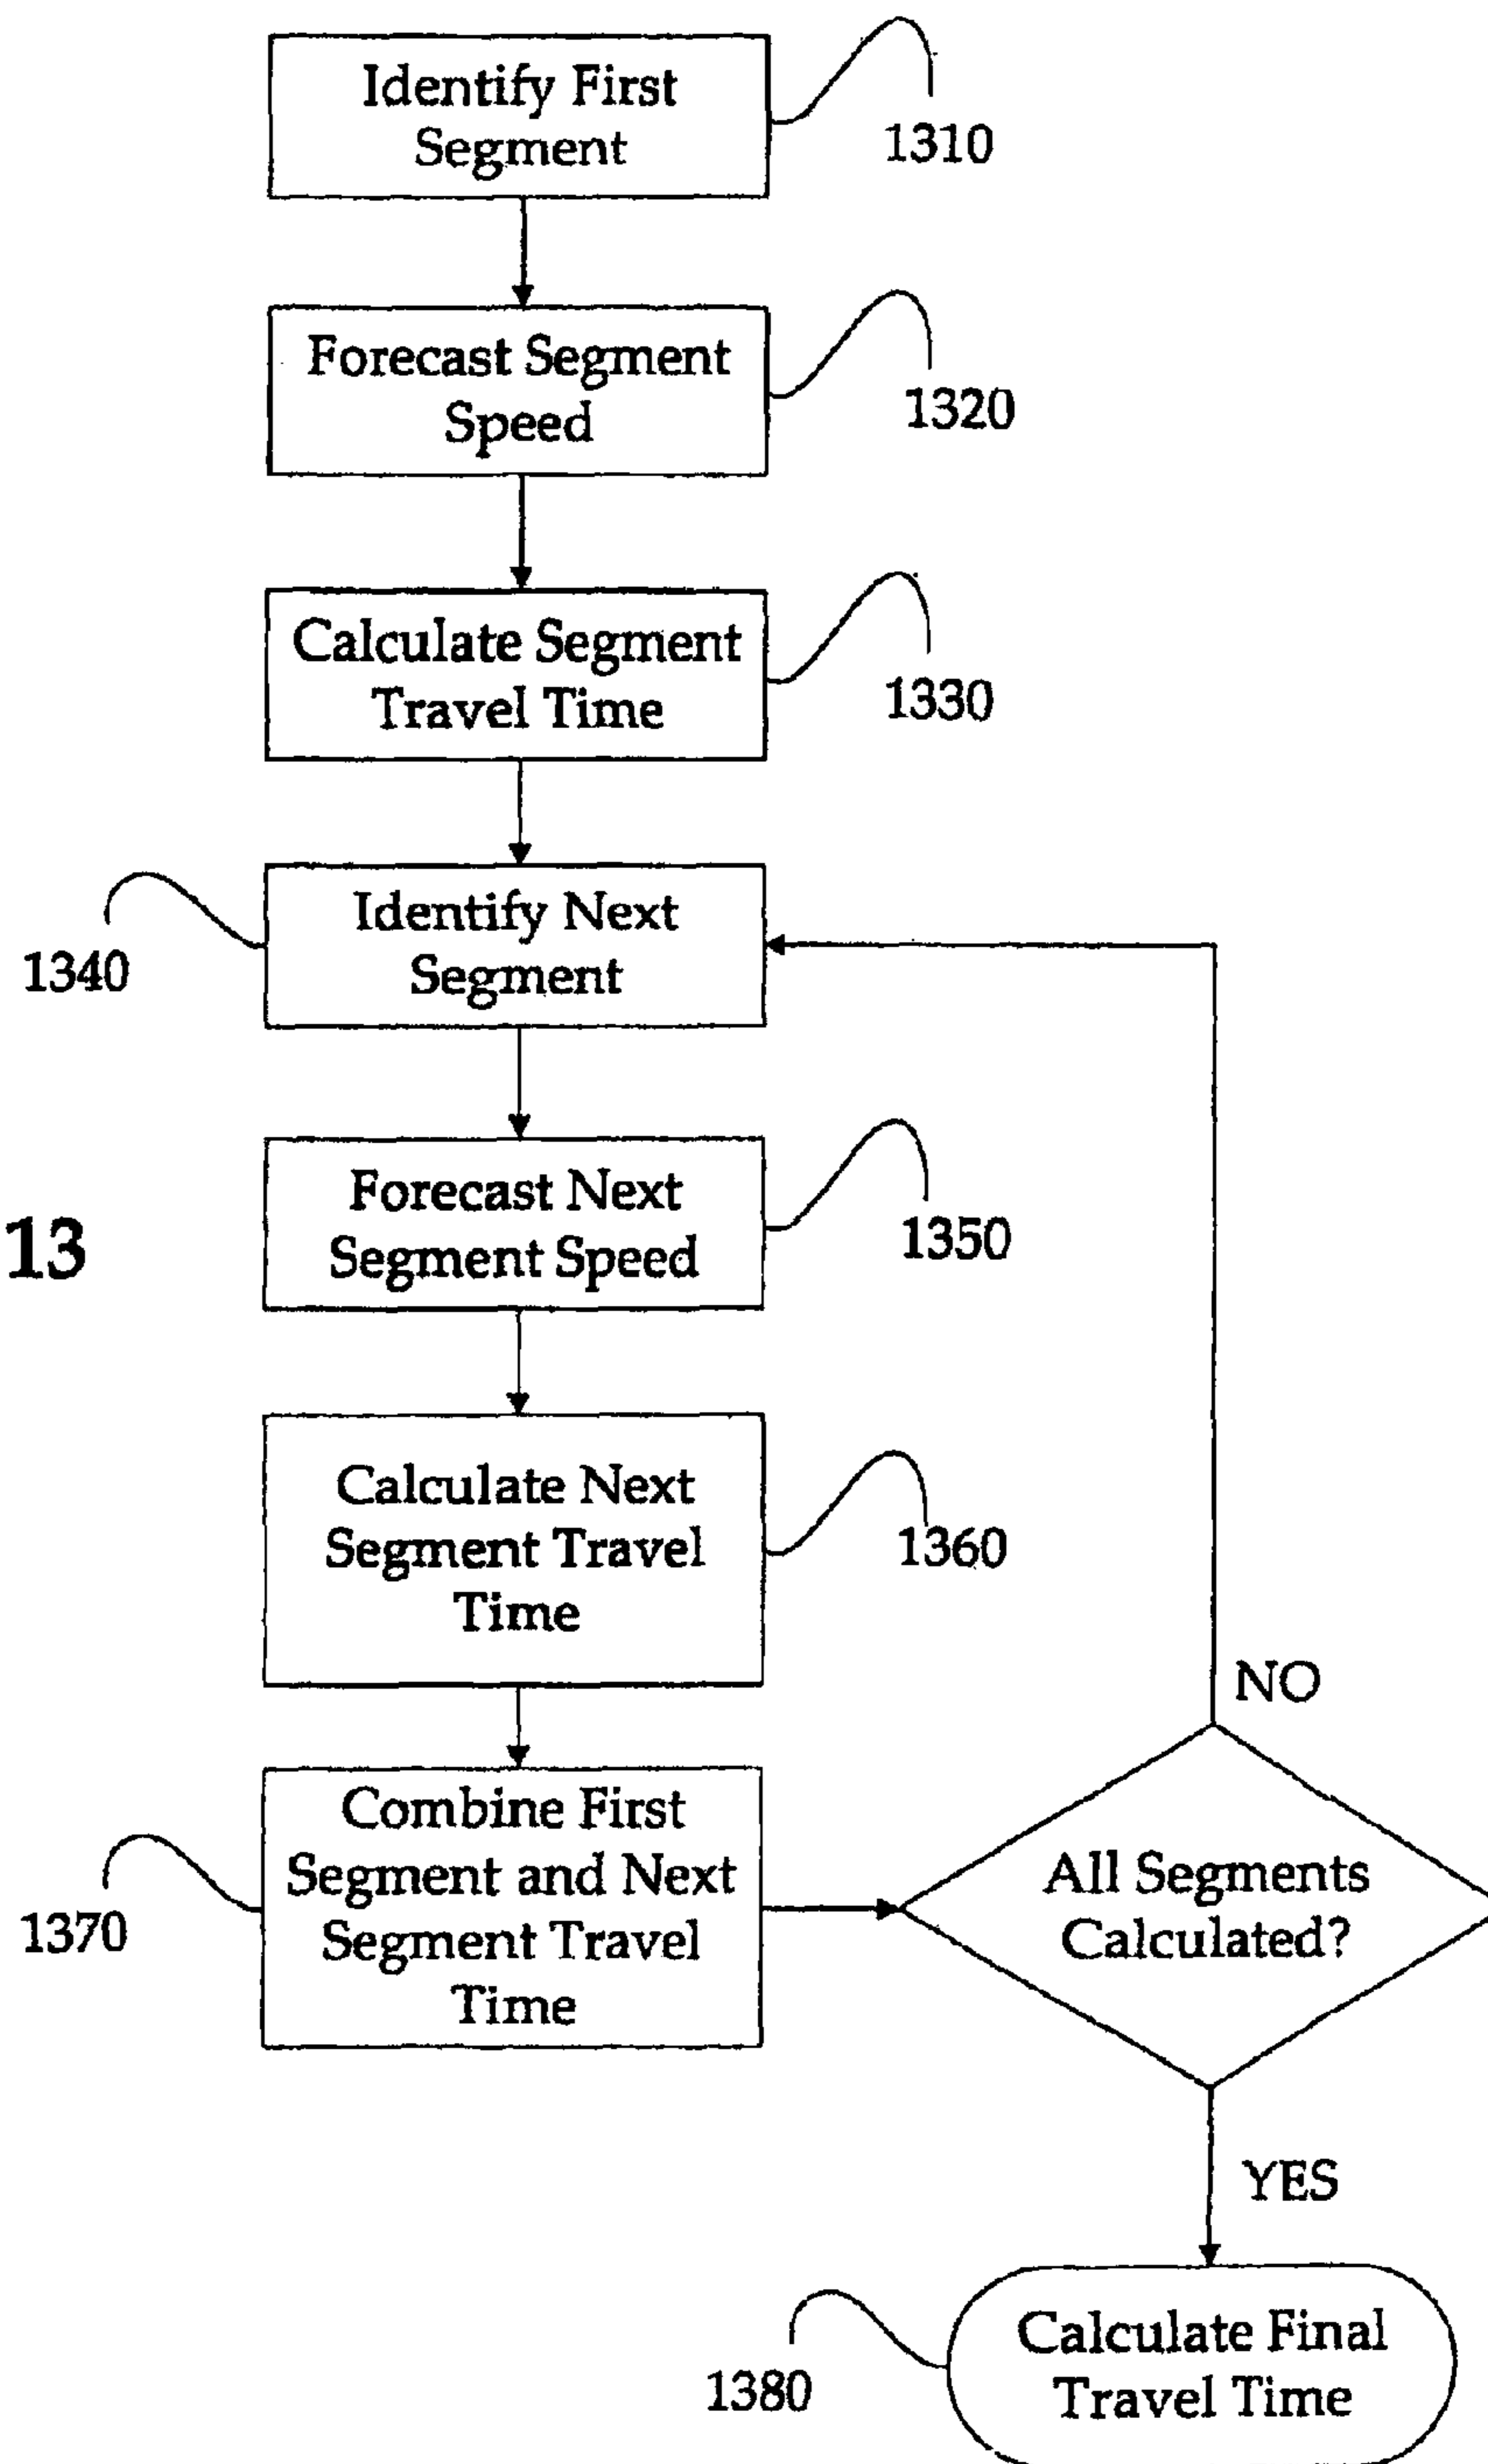 Identify First
Segment
1310
Forecast Segment
Speed
1320
Calculate Segment
Travel Time
1330
Identify Next
Segment
1340
Forecast Next
Segment Speed
1350
13
Calculate Next
Segment Travel
Time
1360
NO
Combine First
Segment and Next
Segment Travel
Time
1370
All Segments
Calculated?
YES
Calculate Final
Travel Time
1380